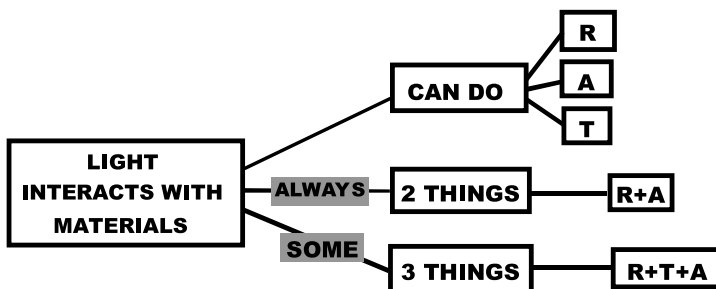 R
CAN DO
A
T
LIGHT
INTERACTS WITH
MATERIALS
ALWAYS
2 THINGS
R+A
SOME
3 THINGS
R+T+A